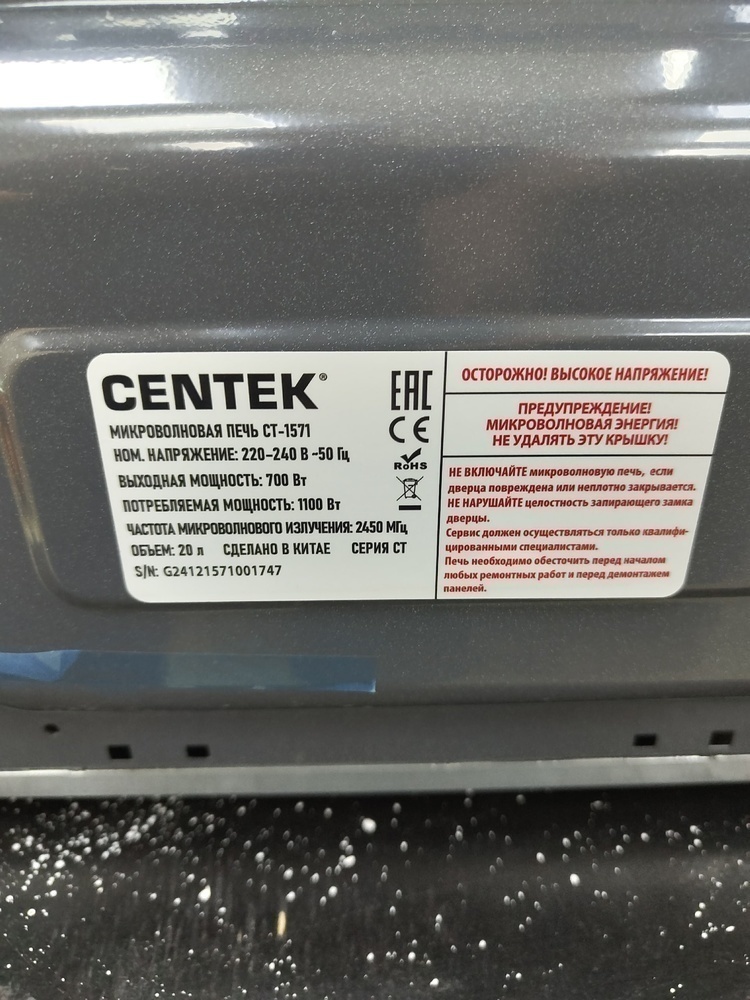 CENTEK®
МИКРОВОЛНОВАЯ ПЕЧЬ CT-1571
НОМ. НАПРЯЖЕНИЕ: 220-240 В ~50 Гц
ВЫХОДНАЯ МОЩНОСТЬ: 700 Вт
ПОТРЕБЛЯЕМАЯ МОЩНОСТЬ: 1100 Вт
ЧАСТОТА МИКРОВОЛНОВОГО ИЗЛУЧЕНИЯ: 2450 МГц
ОБЪЕМ: 20 л СДЕЛАНО В КИТАЕ СЕРИЯ СТ
S/N: G24121571001747
EAC
CE
RoHS
ОСТОРОЖНО! ВЫСОКОЕ НАПРЯЖЕНИЕ!
ПРЕДУПРЕЖДЕНИЕ!
МИКРОВОЛНОВАЯ ЭНЕРГИЯ!
НЕ УДАЛЯТЬ ЭТУ КРЫШКУ!
НЕ ВКЛЮЧАЙТЕ микроволновую печь, если
дверца повреждена или неплотно закрывается.
НЕ НАРУШАЙТЕ целостность запирающего замка
дверцы.
Сервис должен осуществляться только квалифи-
цированными специалистами.
Печь необходимо обесточить перед началом
любых ремонтных работ и перед демонтажем
панелей.